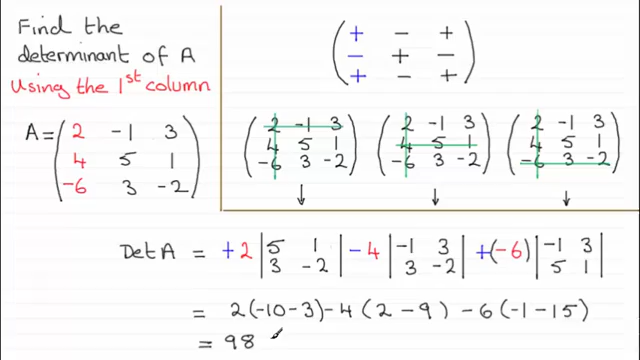 Find the
determinant of A
Using the 1st column
A = ( 2 -1 3
4 5 1
-6 3 -2 )
( + - +
- + -
+ - + )
( 2 -1 3
4 5 1
-6 3 -2 )
( 2 -1 3
4 5 1
-6 3 -2 )
( 2 -1 3
4 5 1
-6 3 -2 )
↓ ↓ ↓
Det A = +2 | 5 1 | -4 | -1 3 | +(-6) | -1 3 |
| 3 -2 | | 3 -2 | | 5 1 |
= 2(-10-3) -4(2-9) -6(-1-15)
= 98